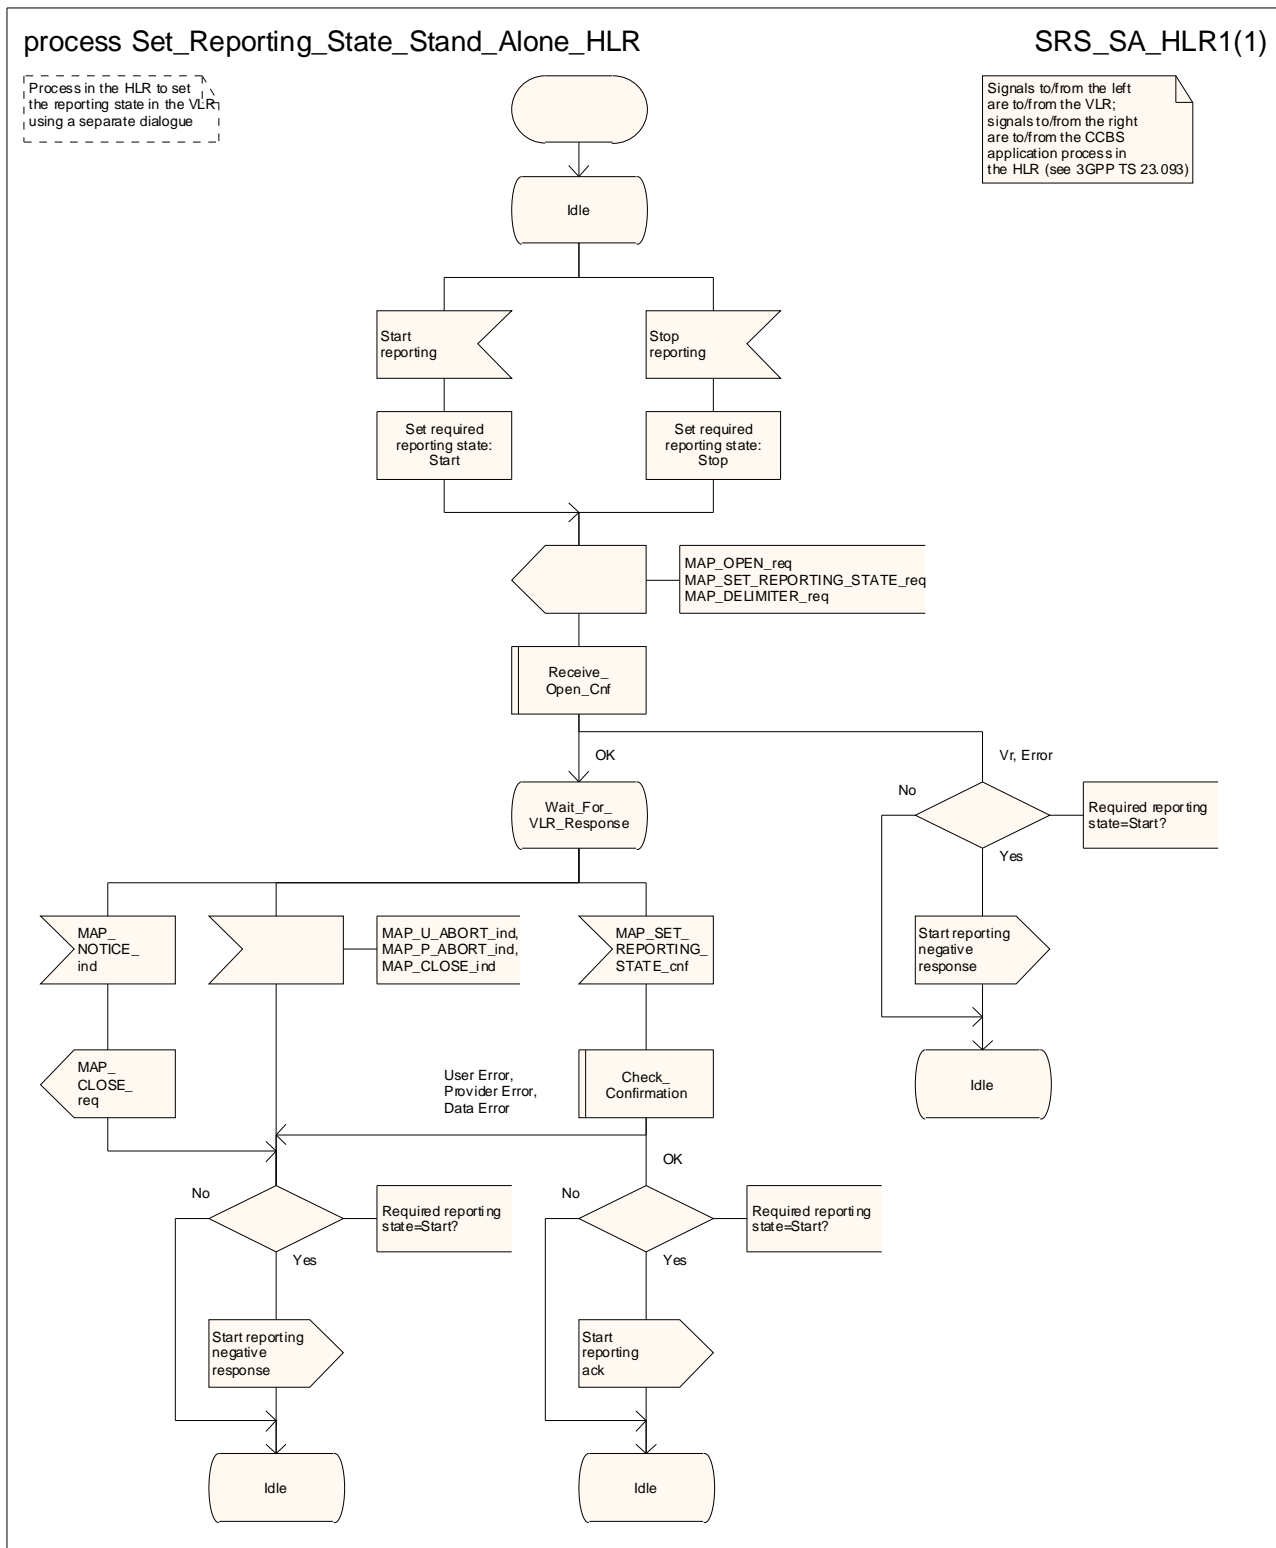 process Set_Reporting_State_Stand_Alone_HLR
SRS_SA_HLR1(1)
Process in the HLR to set
the reporting state in the VLR
using a separate dialogue
Signals to/from the left
are to/from the VLR;
signals to/from the right
are to/from the CCBS
application process in
the HLR (see 3GPP TS 23.093)
Idle
Start
reporting
Stop
reporting
Set required
reporting state:
Start
Set required
reporting state:
Stop
MAP_OPEN_req
MAP_SET_REPORTING_STATE_req
MAP_DELIMITER_req
Receive_
Open_Cnf
OK
Vr, Error
Wait_For_
VLR_Response
No
Required reporting
state=Start?
Yes
MAP_
NOTICE_
ind
MAP_U_ABORT_ind,
MAP_P_ABORT_ind,
MAP_CLOSE_ind
MAP_SET_
REPORTING_
STATE_cnf
Start reporting
negative
response
MAP_
CLOSE_
req
User Error,
Provider Error,
Data Error
Check_
Confirmation
Idle
OK
No
Required reporting
state=Start?
Yes
No
Required reporting
state=Start?
Yes
Start reporting
negative
response
Start
reporting
ack
Idle
Idle